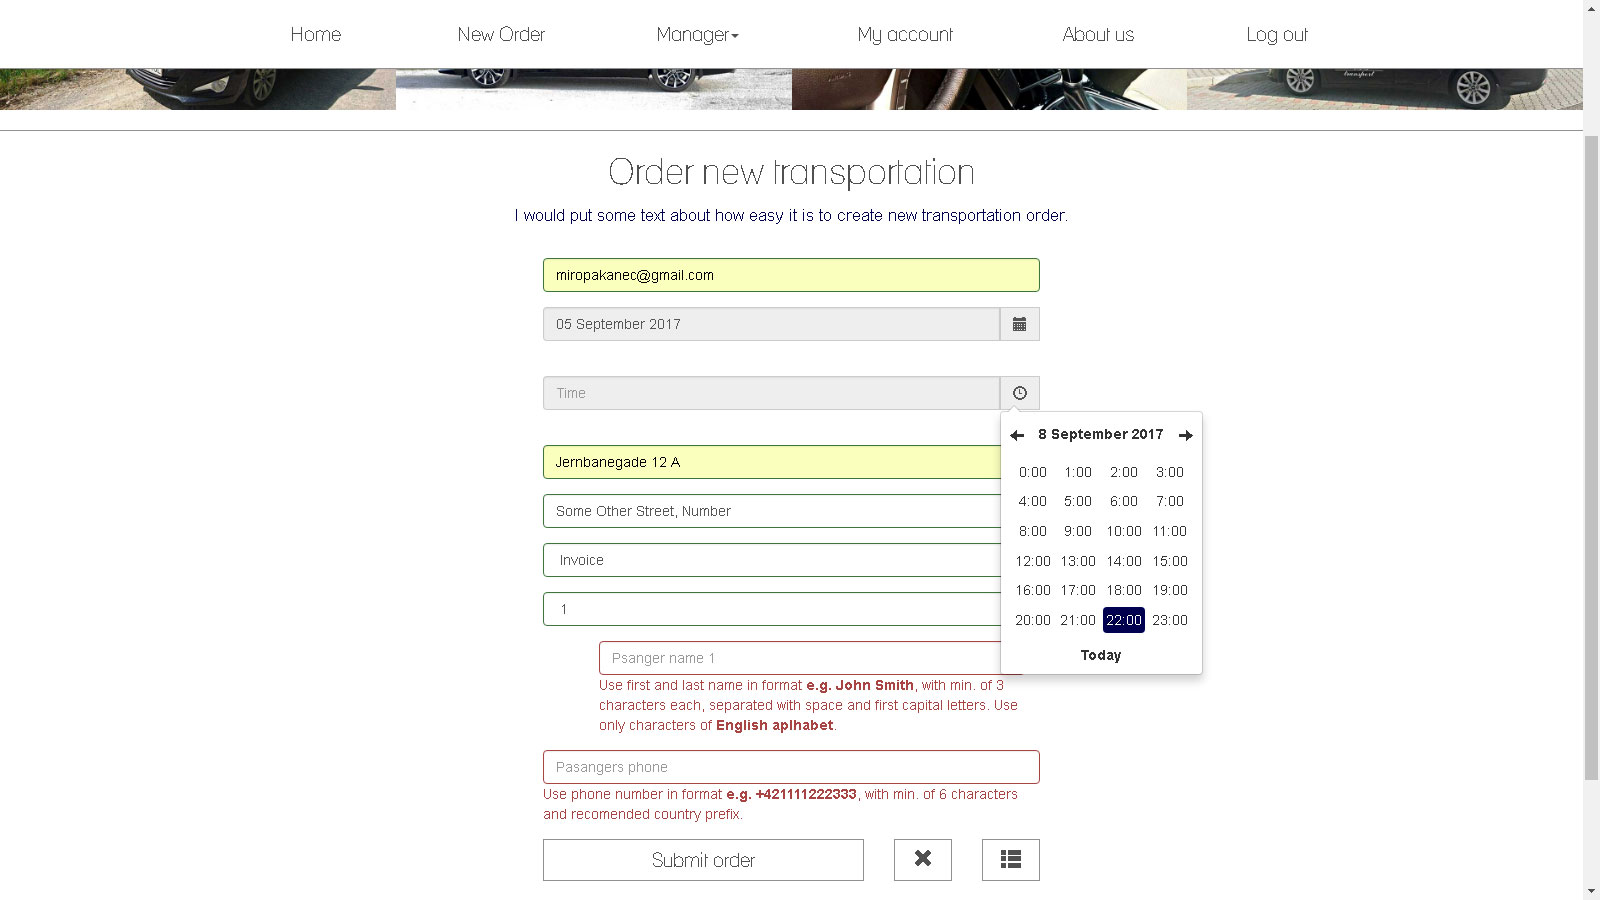 Home New Order Manager My account About us Log out
transport
Order new transportation
I would put some text about how easy it is to create new transportation order.
miropakanec@gmail.com
05 September 2017
Time
8 September 2017
0:00 1:00 2:00 3:00
4:00 5:00 6:00 7:00
8:00 9:00 10:00 11:00
12:00 13:00 14:00 15:00
16:00 17:00 18:00 19:00
20:00 21:00 22:00 23:00
Today
Jernbanegade 12 A
Some Other Street, Number
Invoice
1
Psanger name 1
Use first and last name in format e.g. John Smith, with min. of 3
characters each, separated with space and first capital letters. Use
only characters of English aplhabet.
Pasangers phone
Use phone number in format e.g. +421111222333, with min. of 6 characters
and recomended country prefix.
Submit order